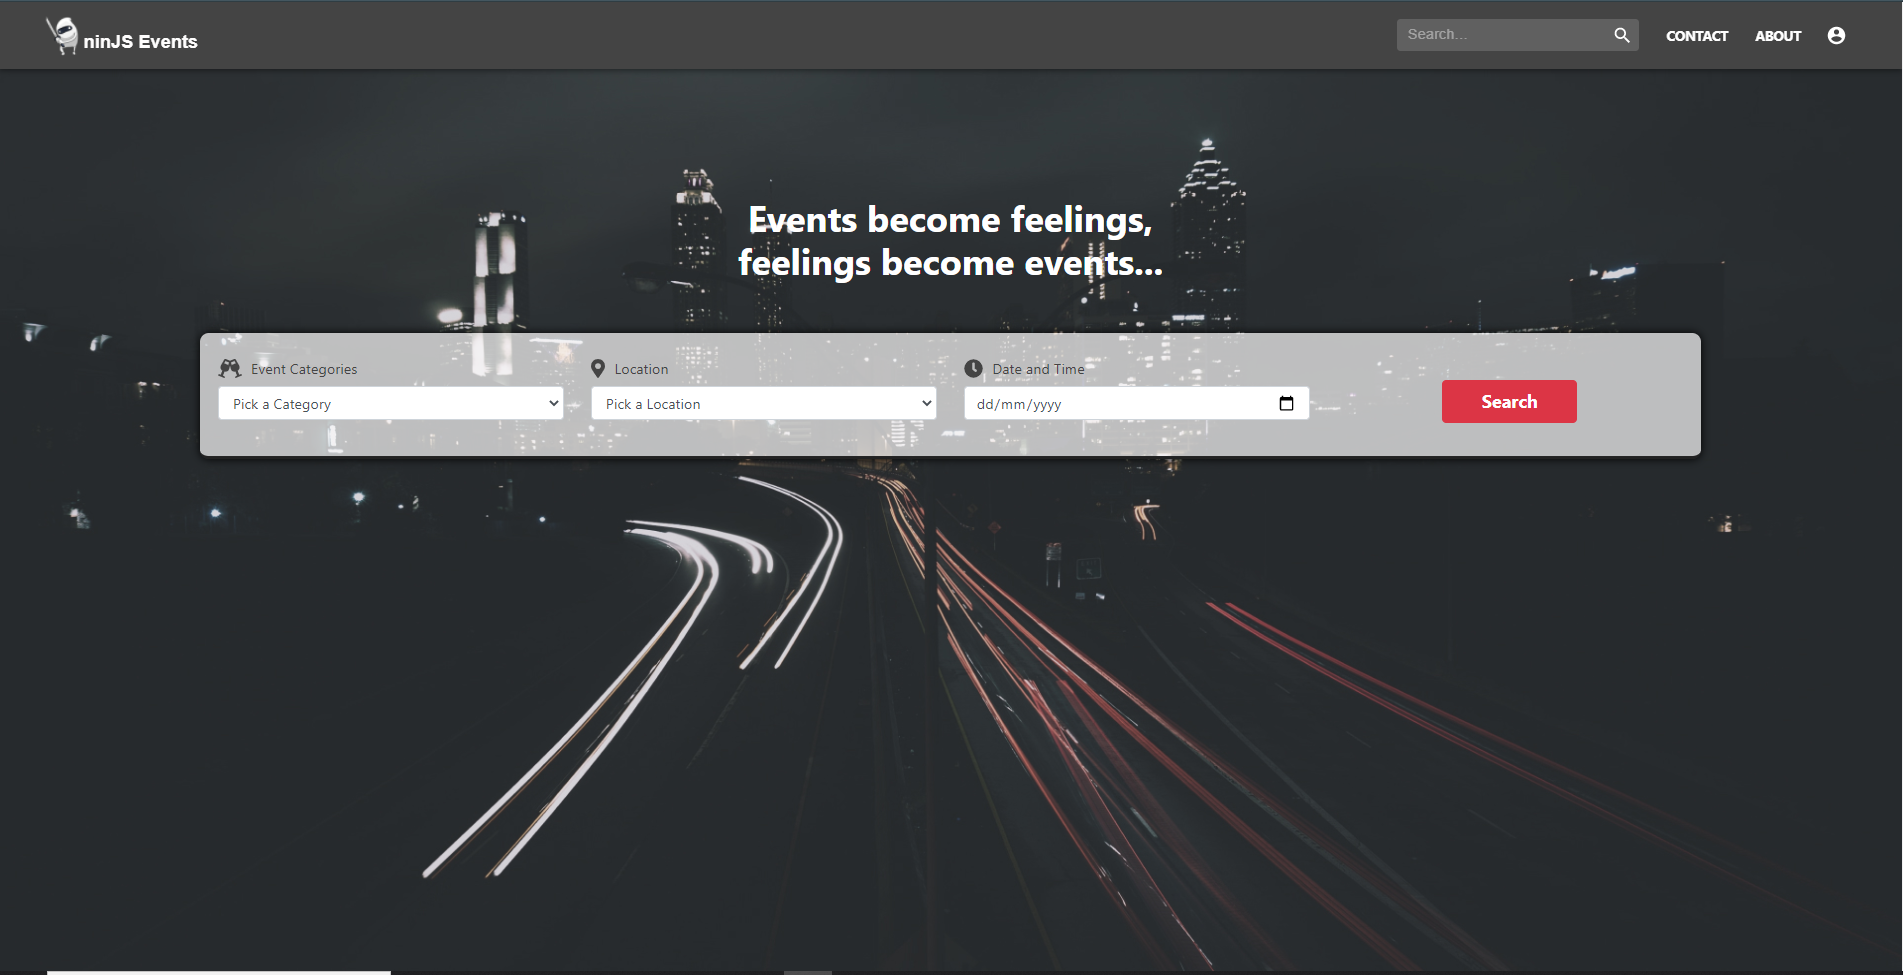 ninJS Events
Search...
CONTACT
ABOUT
Events become feelings,
feelings become events...
Event Categories
Location
Date and Time
Pick a Category
Pick a Location
dd/mm/yyyy
Search